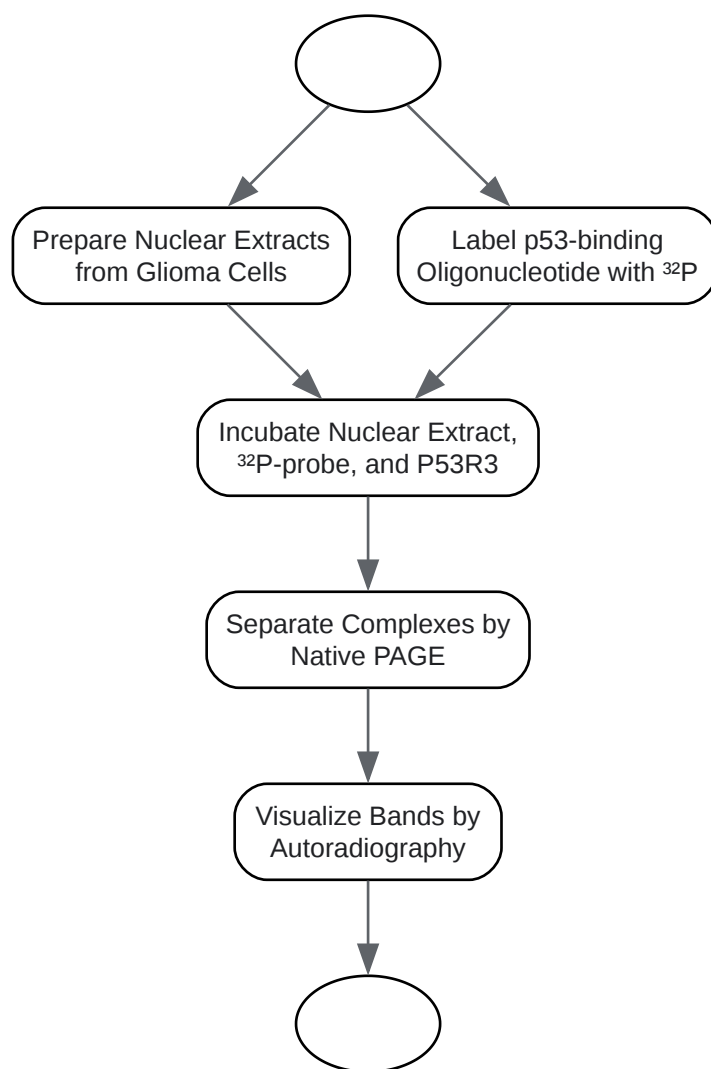 Prepare Nuclear Extracts
from Glioma Cells
Label p53-binding
Oligonucleotide with ³²P
Incubate Nuclear Extract,
³²P-probe, and P53R3
Separate Complexes by
Native PAGE
Visualize Bands by
Autoradiography